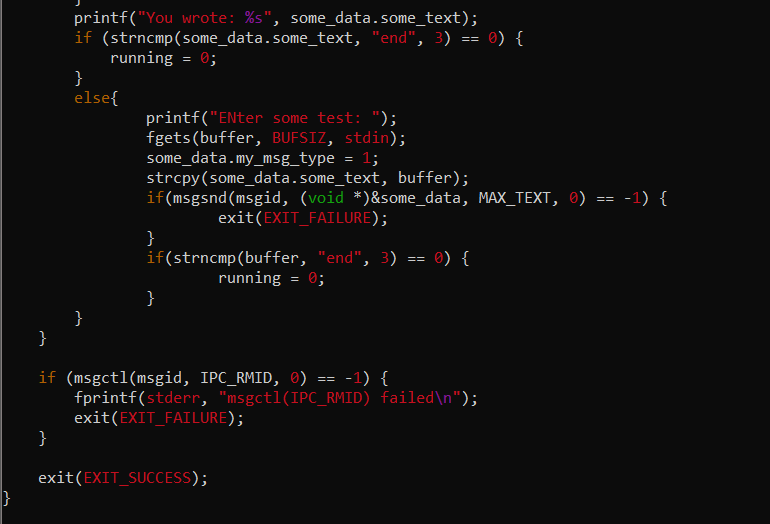 }
printf("You wrote: %s", some_data.some_text);
if (strncmp(some_data.some_text, "end", 3) == 0) {
running = 0;
}
else{
printf("ENter some test: ");
fgets(buffer, BUFSIZ, stdin);
some_data.my_msg_type = 1;
strcpy(some_data.some_text, buffer);
if(msgsnd(msgid, (void *)&some_data, MAX_TEXT, 0) == -1) {
exit(EXIT_FAILURE);
}
if(strncmp(buffer, "end", 3) == 0) {
running = 0;
}
}
}
if (msgctl(msgid, IPC_RMID, 0) == -1) {
fprintf(stderr, "msgctl(IPC_RMID) failed\n");
exit(EXIT_FAILURE);
}
exit(EXIT_SUCCESS);
}